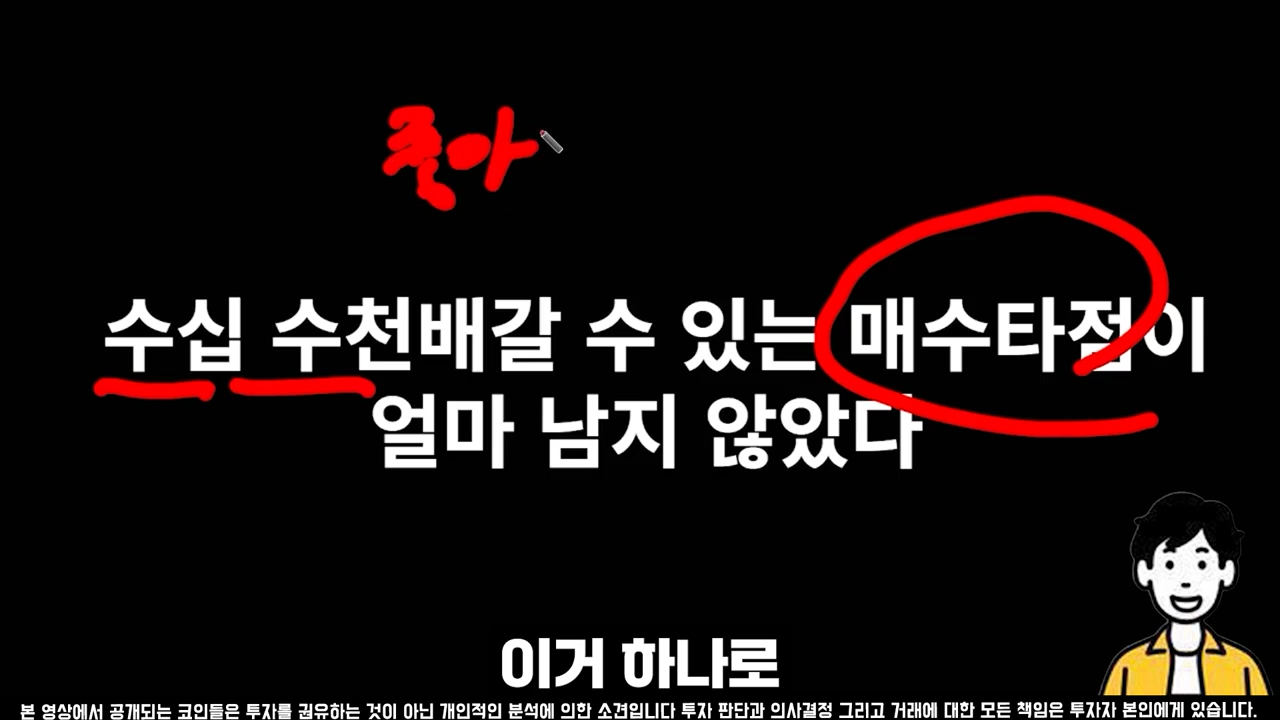 졸아
수십 수천배갈 수 있는 매수타점이
얼마 남지 않았다
이거 하나로
본 영상에서 공개되는 코인들은 투자를 권유하는 것이 아닌 개인적인 분석에 의한 소견입니다 투자 판단과 의사결정 그리고 거래에 대한 모든 책임은 투자자 본인에게 있습니다.